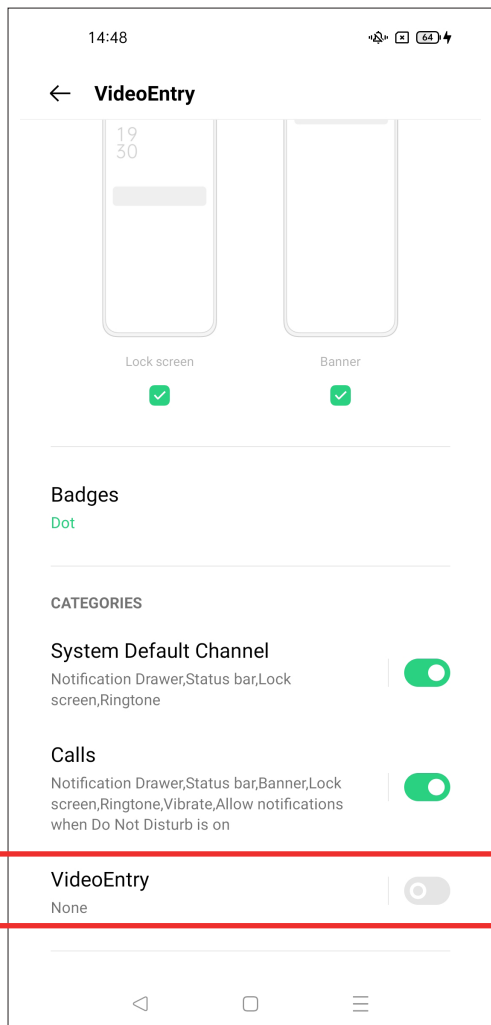 14:48
64
VideoEntry
19
30
Lock screen
Banner
Badges
Dot
CATEGORIES
System Default Channel
Notification Drawer,Status bar,Lock
screen,Ringtone
Calls
Notification Drawer,Status bar,Banner,Lock
screen,Ringtone,Vibrate,Allow notifications
when Do Not Disturb is on
VideoEntry
None